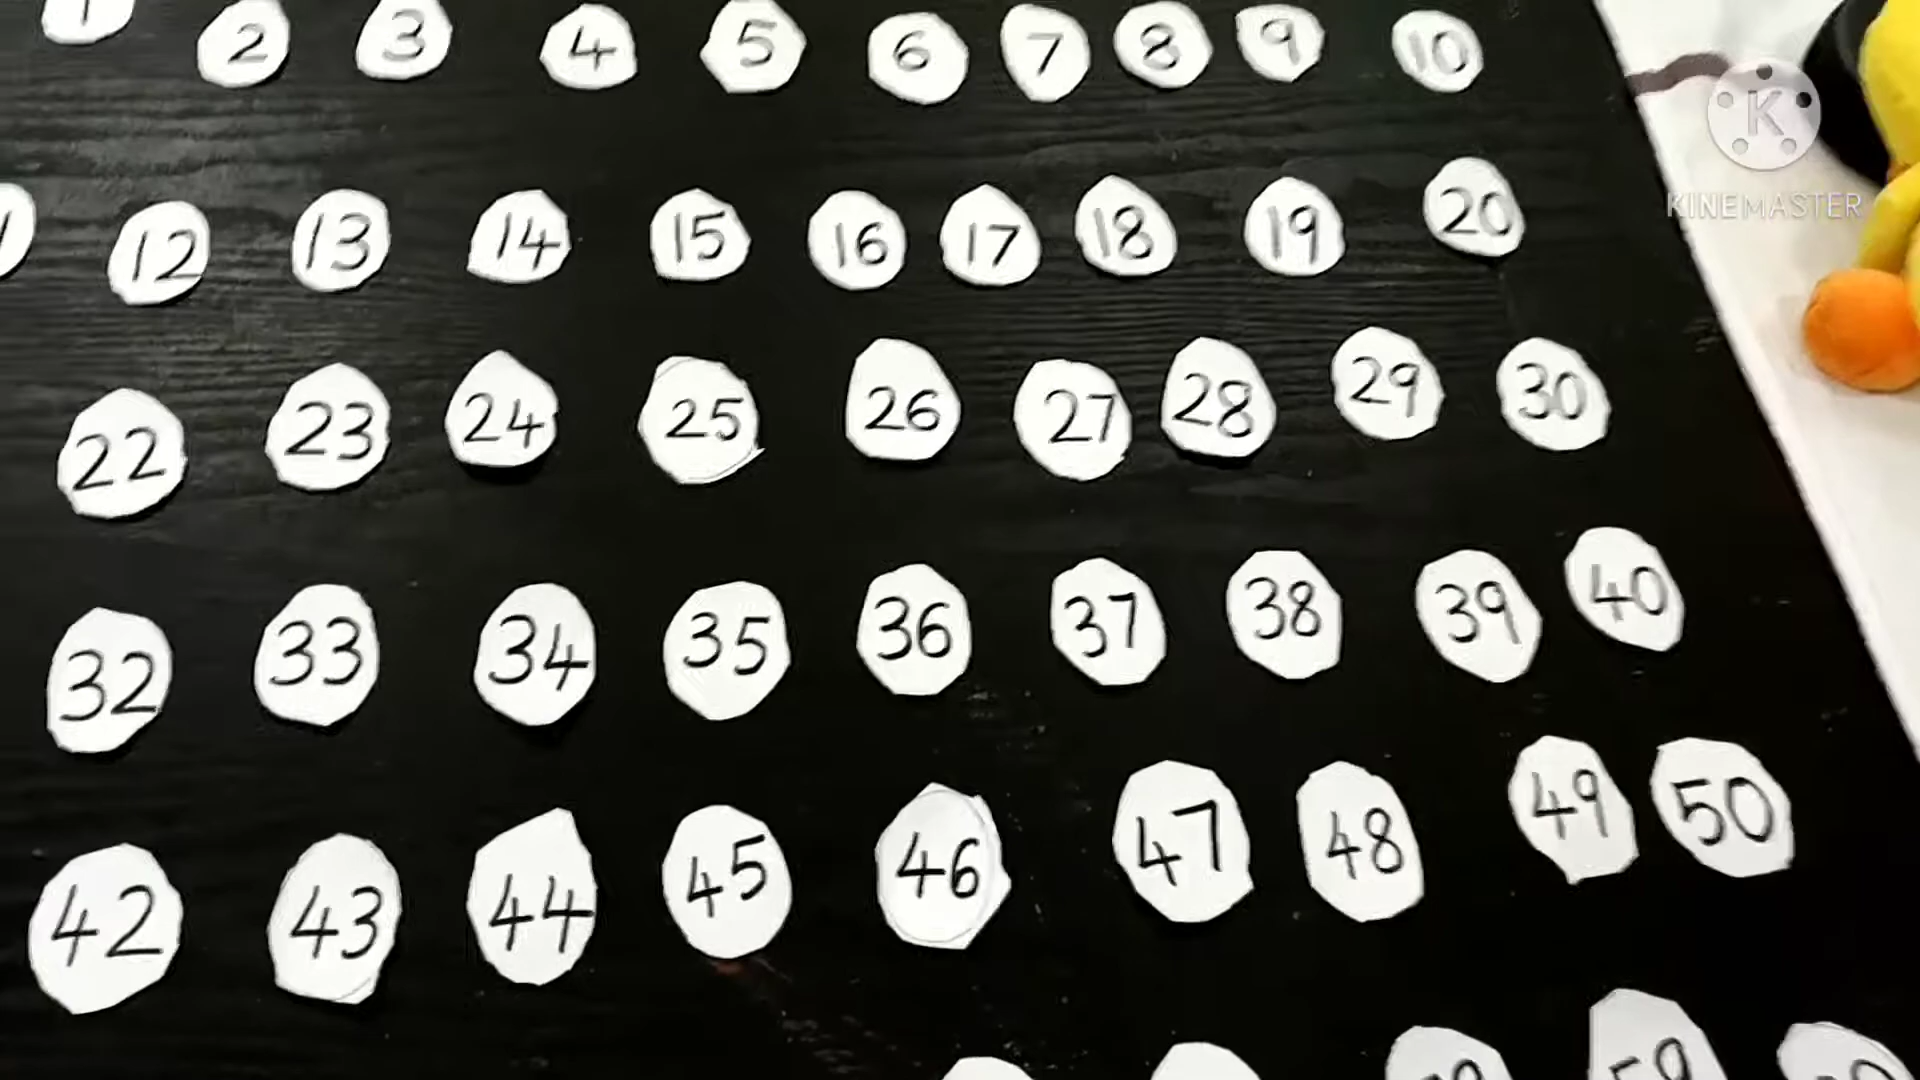 1 2 3 4 5 6 7 8 9 10
12 13 14 15 16 17 18 19 20
22 23 24 25 26 27 28 29 30
32 33 34 35 36 37 38 39 40
42 43 44 45 46 47 48 49 50
59
K
KINEMASTER